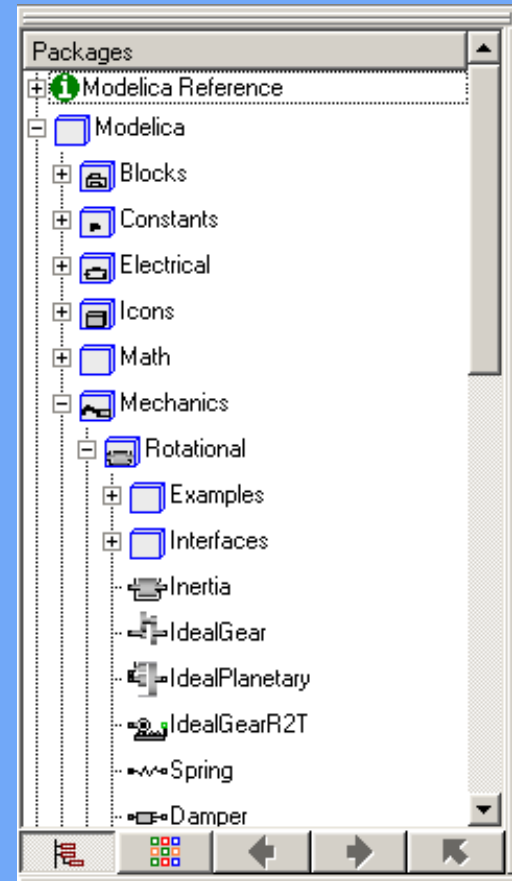 Packages
Modelica Reference
Modelica
Blocks
Constants
Electrical
Icons
Math
Mechanics
Rotational
Examples
Interfaces
Inertia
IdealGear
IdealPlanetary
IdealGearR2T
Spring
Damper